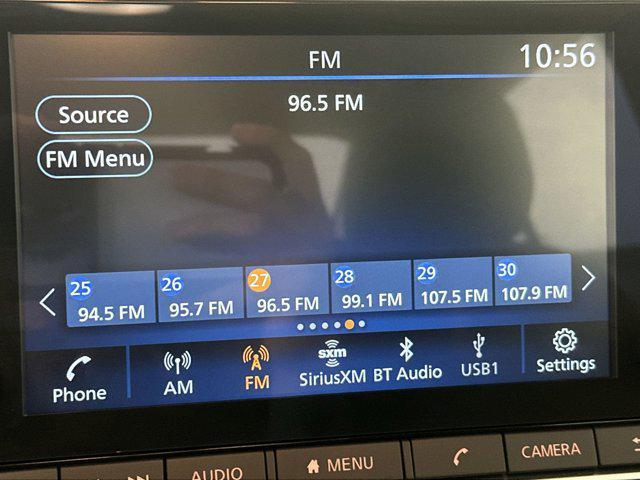 FM
10:56
96.5 FM
Source
FM Menu
25
94.5 FM
26
95.7 FM
27
96.5 FM
28
99.1 FM
29
107.5 FM
30
107.9 FM
Phone
AM
FM
sxm
SiriusXM
BT Audio
USB1
Settings
AUDIO
MENU
CAMERA